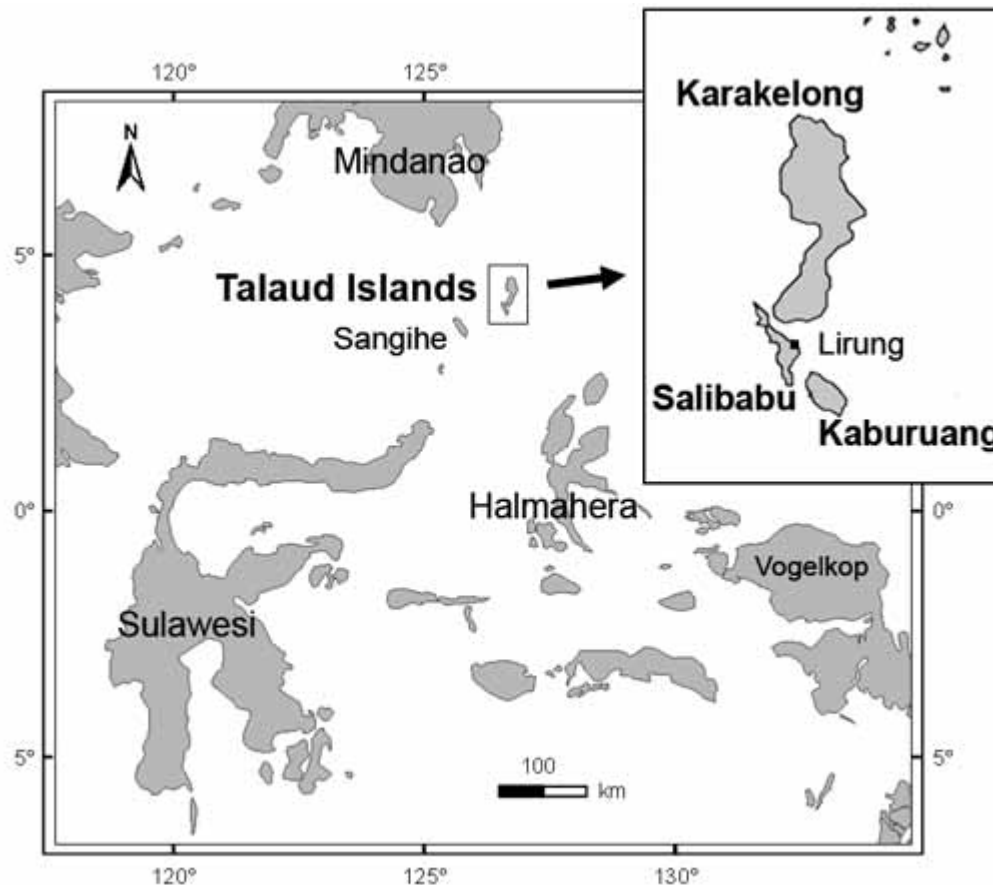 120°
125°
N
Mindanao
Karakelong
5°
Talaud Islands
Sangihe
Lirung
Salibabu
Kaburuang
0°
Halmahera
0°
Vogelkop
Sulawesi
5°
100
km
5°
120°
125°
130°